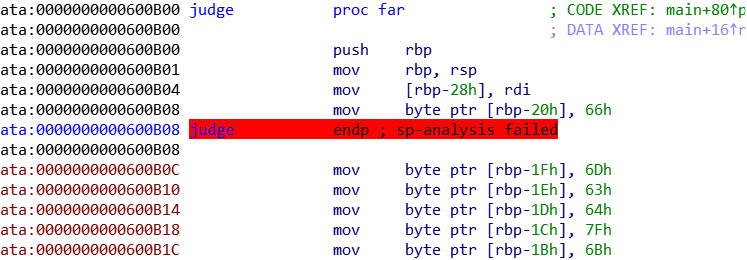 ata:0000000000600B00 judge proc far ; CODE XREF: main+80↑p
ata:0000000000600B00 ; DATA XREF: main+16↑r
ata:0000000000600B00 push rbp
ata:0000000000600B01 mov rbp, rsp
ata:0000000000600B04 mov [rbp-28h], rdi
ata:0000000000600B08 mov byte ptr [rbp-20h], 66h
ata:0000000000600B08 judge endp ; sp-analysis failed
ata:0000000000600B08
ata:0000000000600B0C mov byte ptr [rbp-1Fh], 6Dh
ata:0000000000600B10 mov byte ptr [rbp-1Eh], 63h
ata:0000000000600B14 mov byte ptr [rbp-1Dh], 64h
ata:0000000000600B18 mov byte ptr [rbp-1Ch], 7Fh
ata:0000000000600B1C mov byte ptr [rbp-1Bh], 6Bh